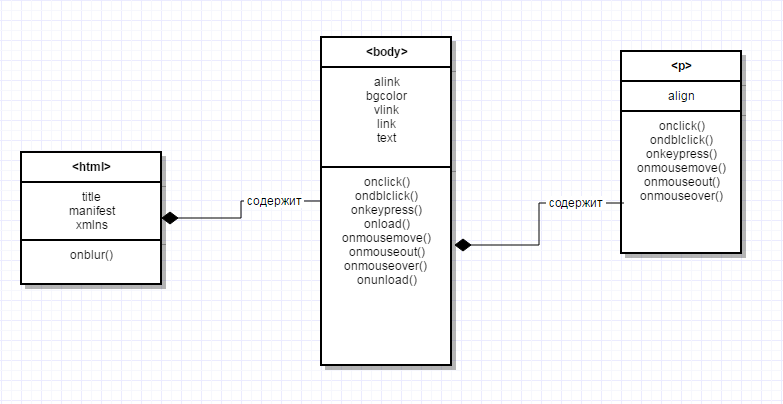 <html>
title
manifest
xmlns
onblur()
содержит
<body>
alink
bgcolor
vlink
link
text
onclick()
ondblclick()
onkeypress()
onload()
onmousemove()
onmouseout()
onmouseover()
onunload()
содержит
<p>
align
onclick()
ondblclick()
onkeypress()
onmousemove()
onmouseout()
onmouseover()